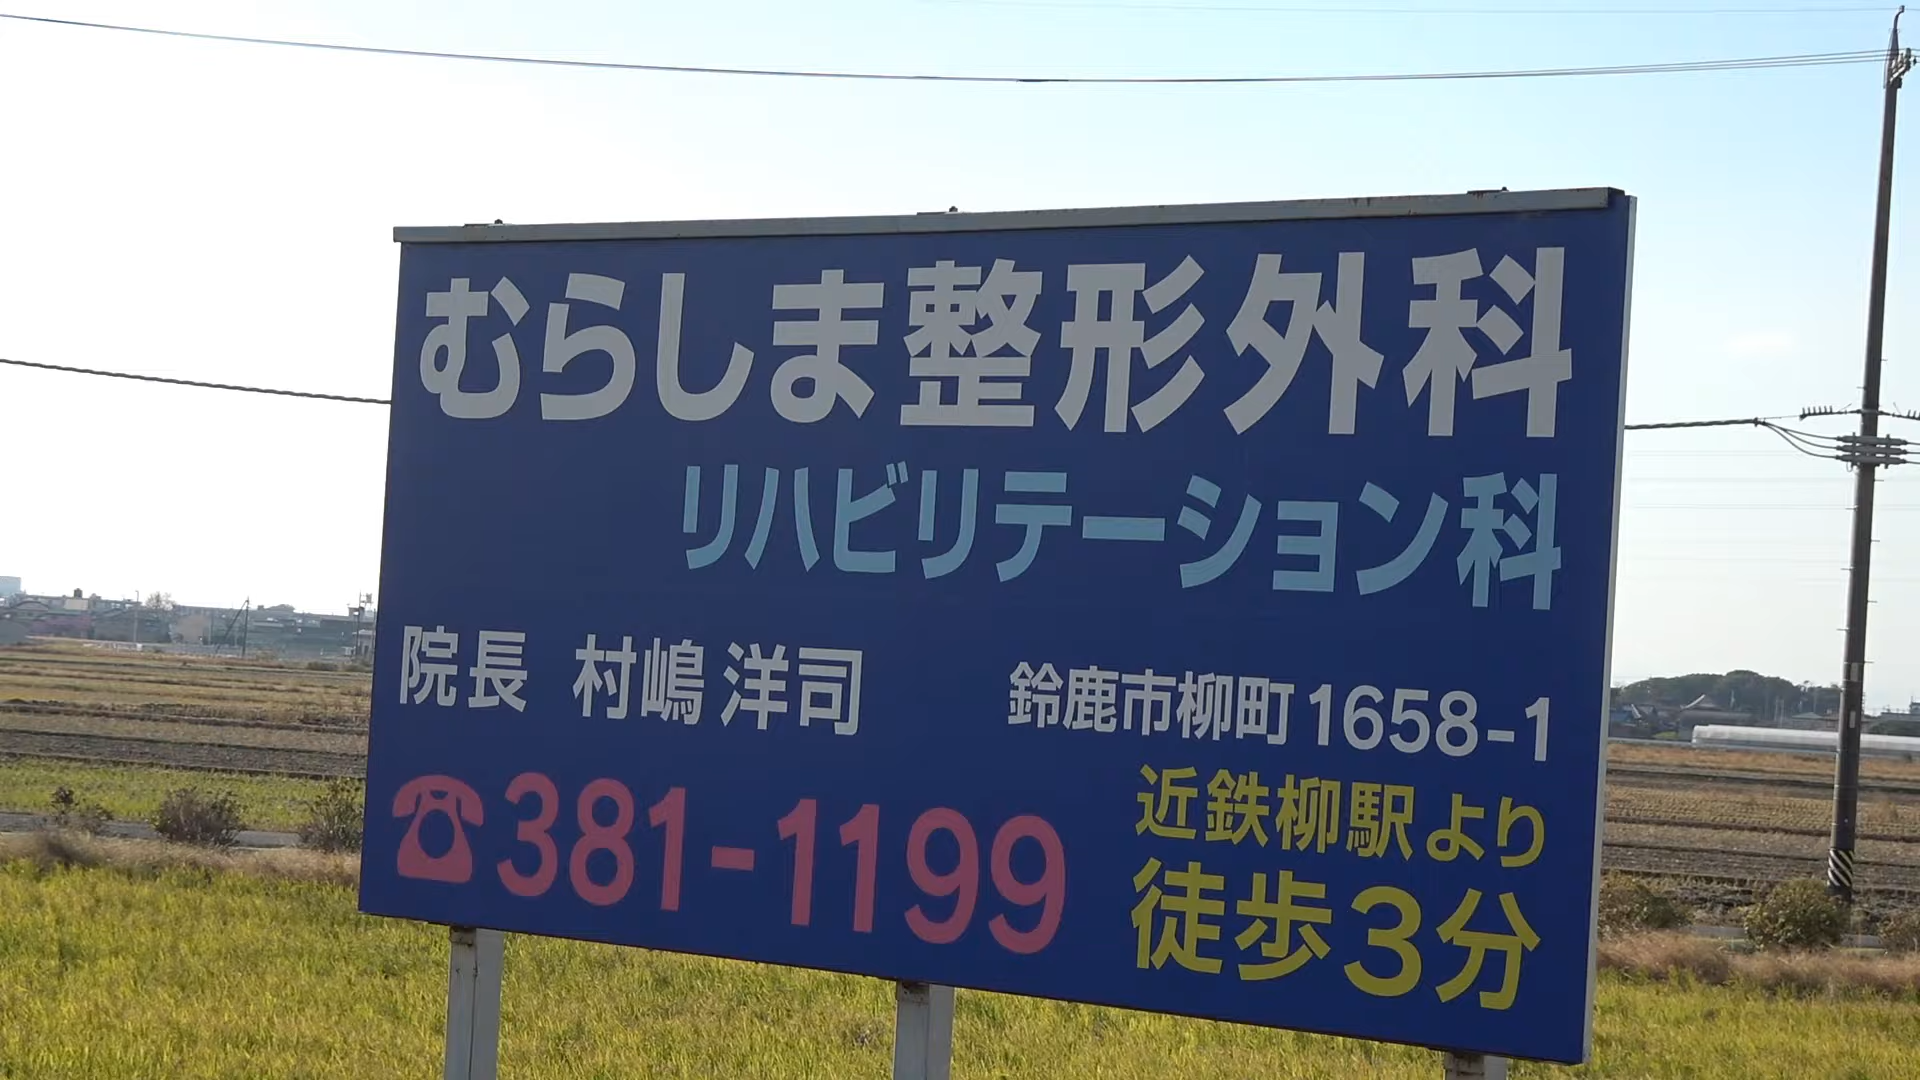 むらしま整形外科
リハビリテーション科
院長 村嶋洋司
鈴鹿市柳町1658-1
☎381-1199
近鉄柳駅より
徒歩3分